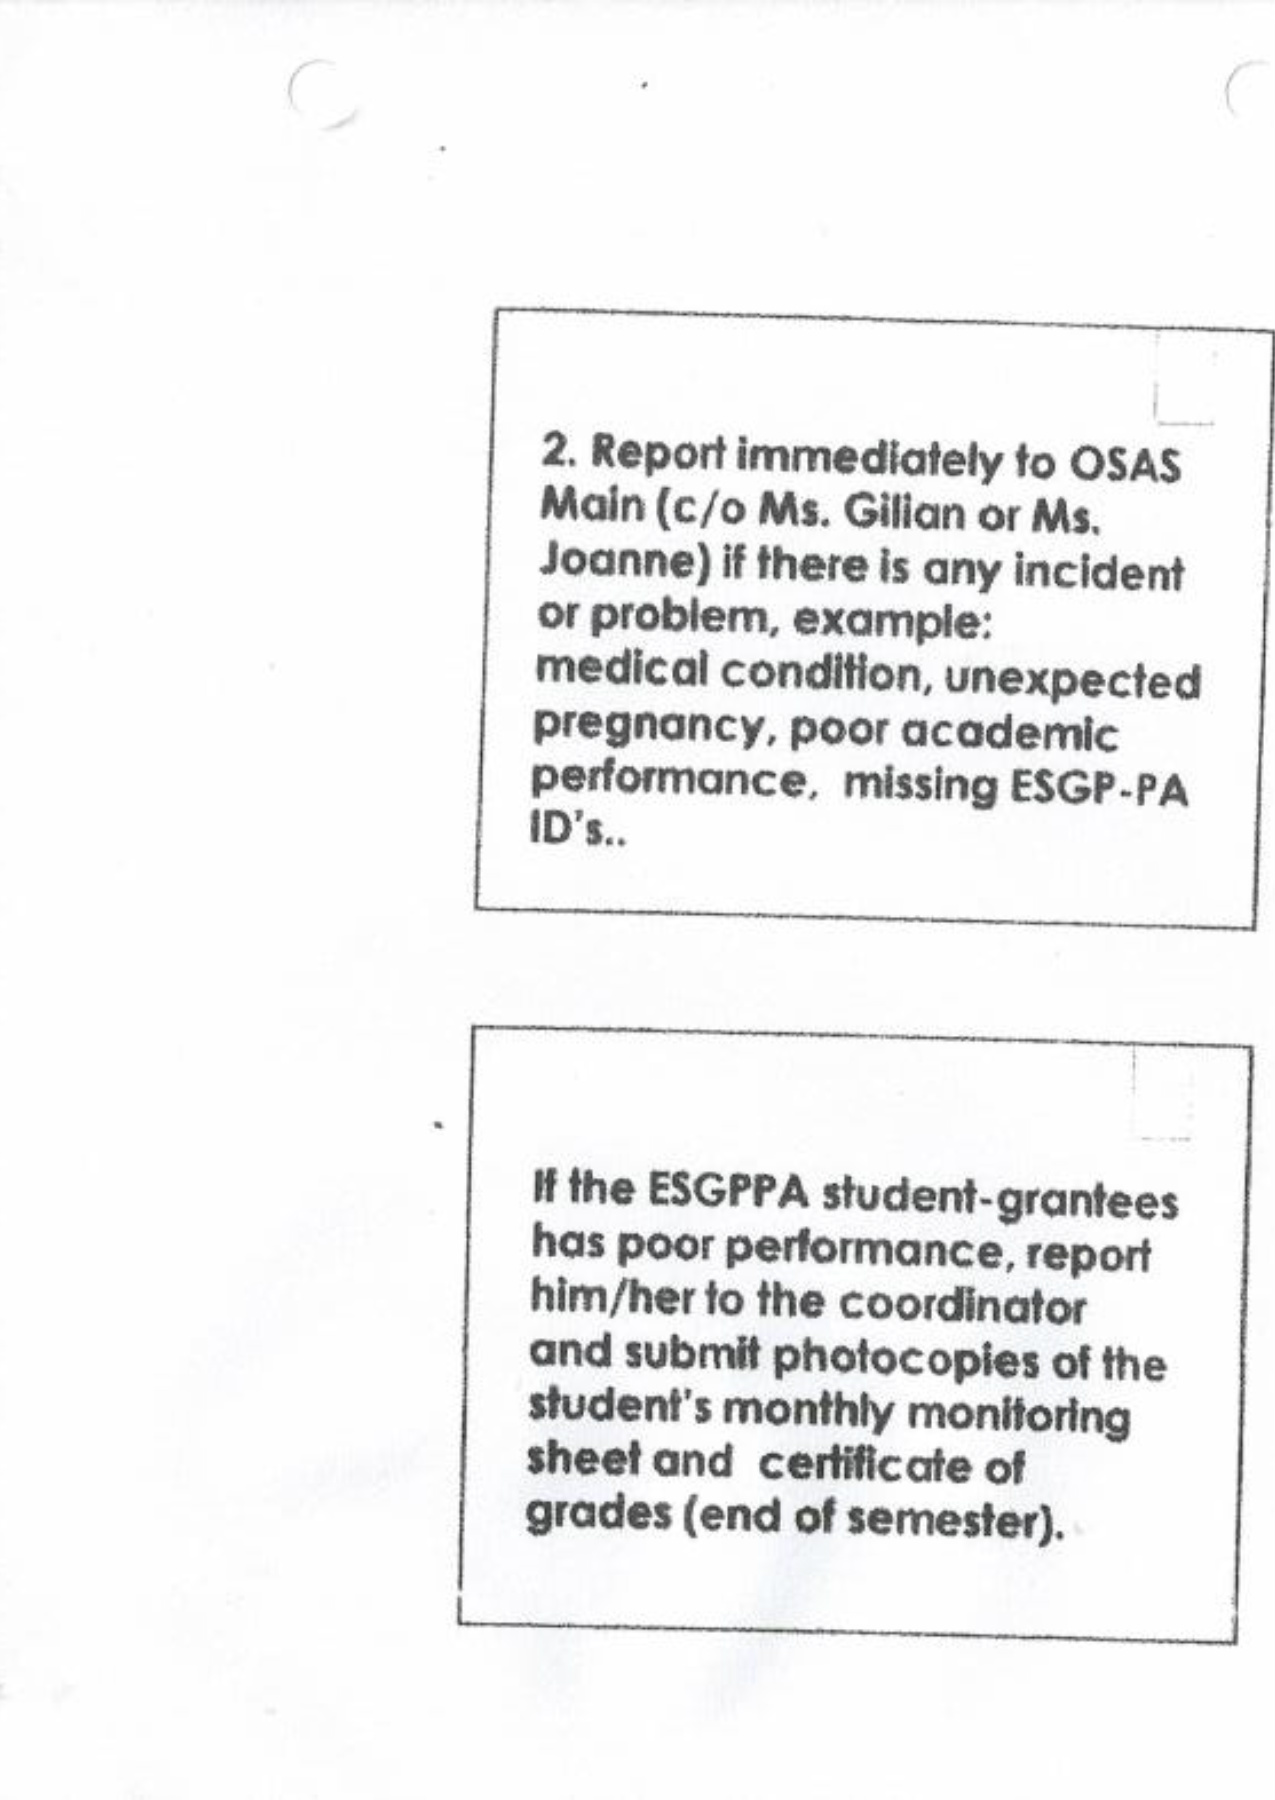 2. Report immediately to OSAS
Main (c/o Ms. Gilian or Ms.
Joanne) if there is any incident
or problem, example:
medical condition, unexpected
pregnancy, poor academic
performance, missing ESGP-PA
ID's..
If the ESGPPA student-grantees
has poor performance, report
him/her to the coordinator
and submit photocopies of the
student's monthly monitoring
sheet and certificate of
grades (end of semester).